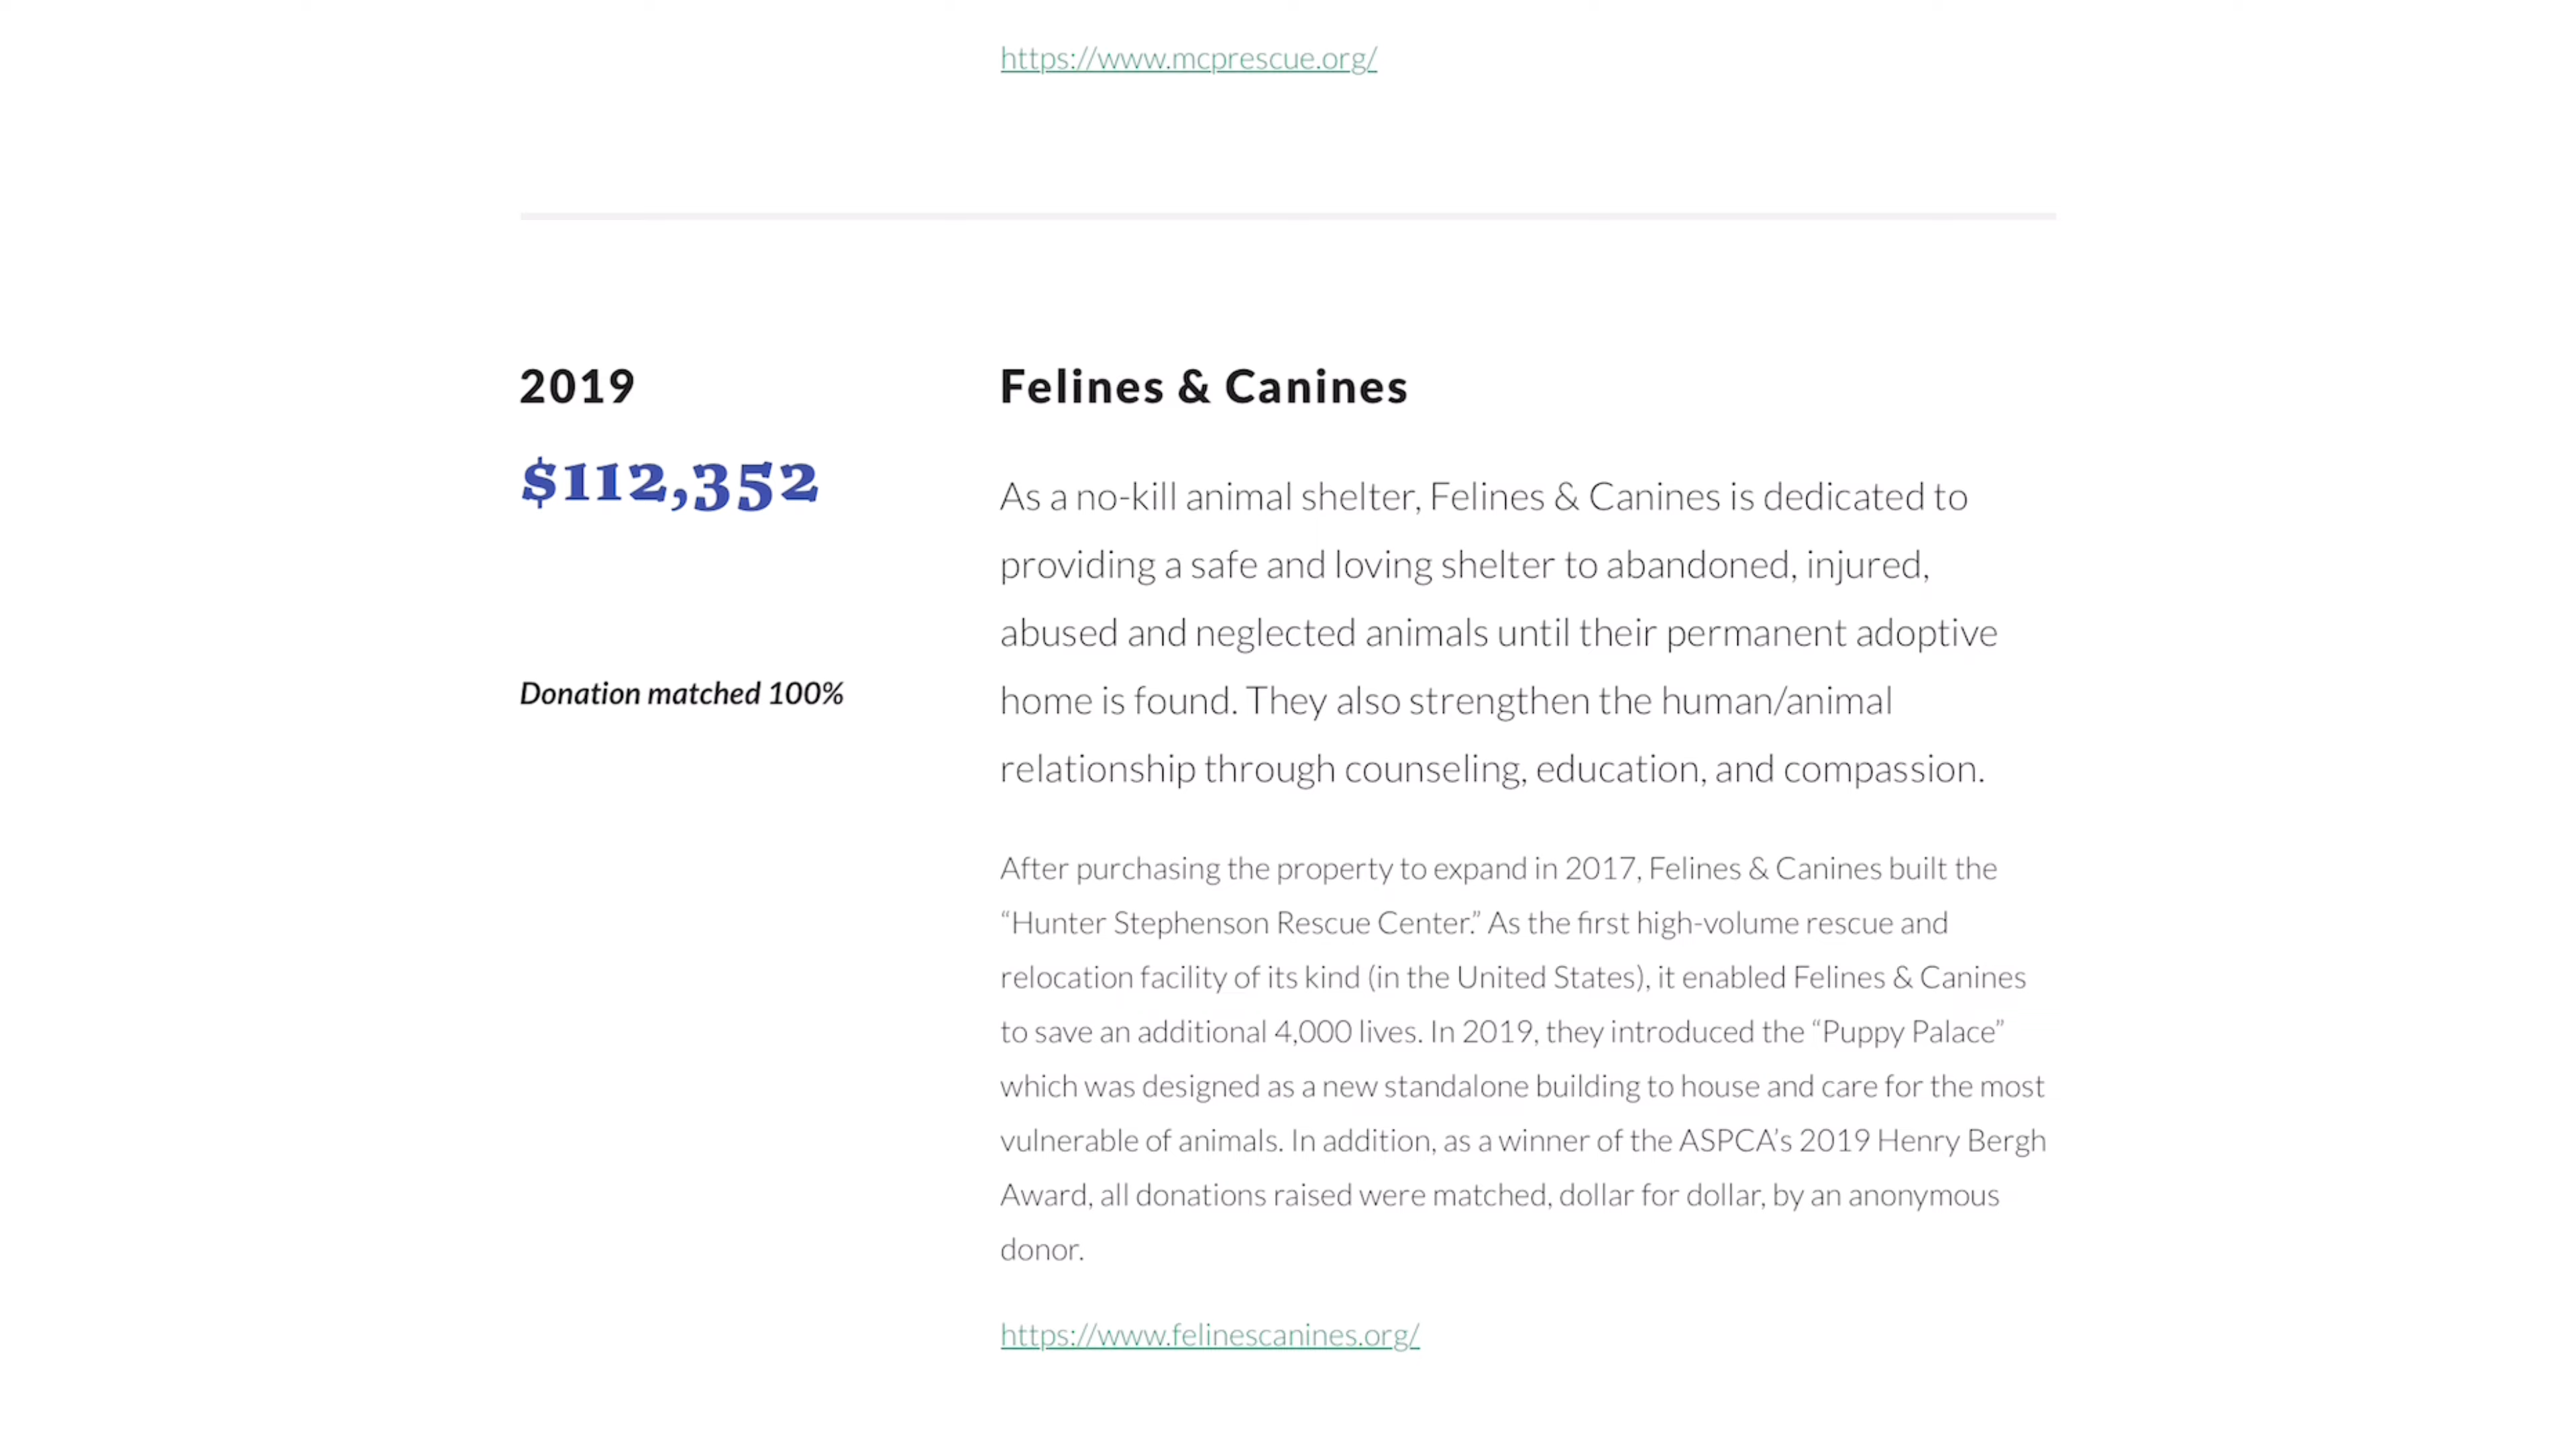 https://www.mcprescue.org/
2019
$112,352
Donation matched 100%
Felines & Canines
As a no-kill animal shelter, Felines & Canines is dedicated to
providing a safe and loving shelter to abandoned, injured,
abused and neglected animals until their permanent adoptive
home is found. They also strengthen the human/animal
relationship through counseling, education, and compassion.
After purchasing the property to expand in 2017, Felines & Canines built the
“Hunter Stephenson Rescue Center.” As the first high-volume rescue and
relocation facility of its kind (in the United States), it enabled Felines & Canines
to save an additional 4,000 lives. In 2019, they introduced the “Puppy Palace”
which was designed as a new standalone building to house and care for the most
vulnerable of animals. In addition, as a winner of the ASPCA’s 2019 Henry Bergh
Award, all donations raised were matched, dollar for dollar, by an anonymous
donor.
https://www.felinescanines.org/